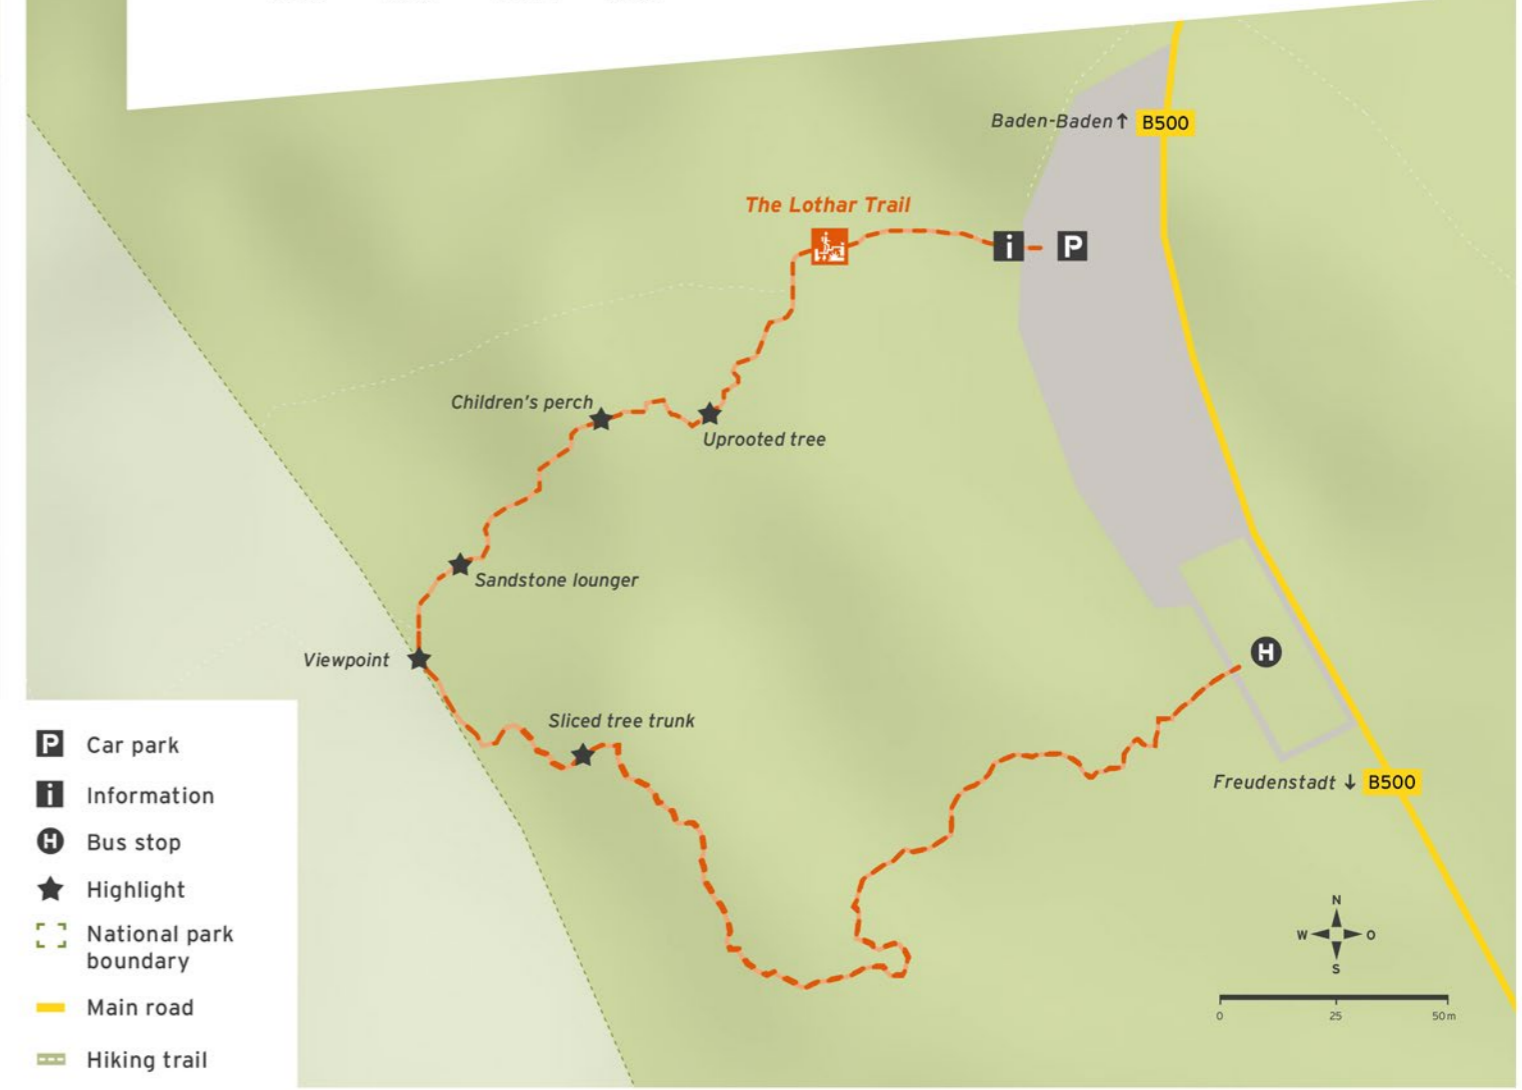 Baden-Baden↑ B500
The Lothar Trail
i P
Children's perch
Uprooted tree
Sandstone lounger
Viewpoint
H
Sliced tree trunk
Freudenstadt ↓ B500
P Car park
i Information
H Bus stop
Highlight
National park
boundary
Main road
Hiking trail
N
W O
S
0 25 50 m